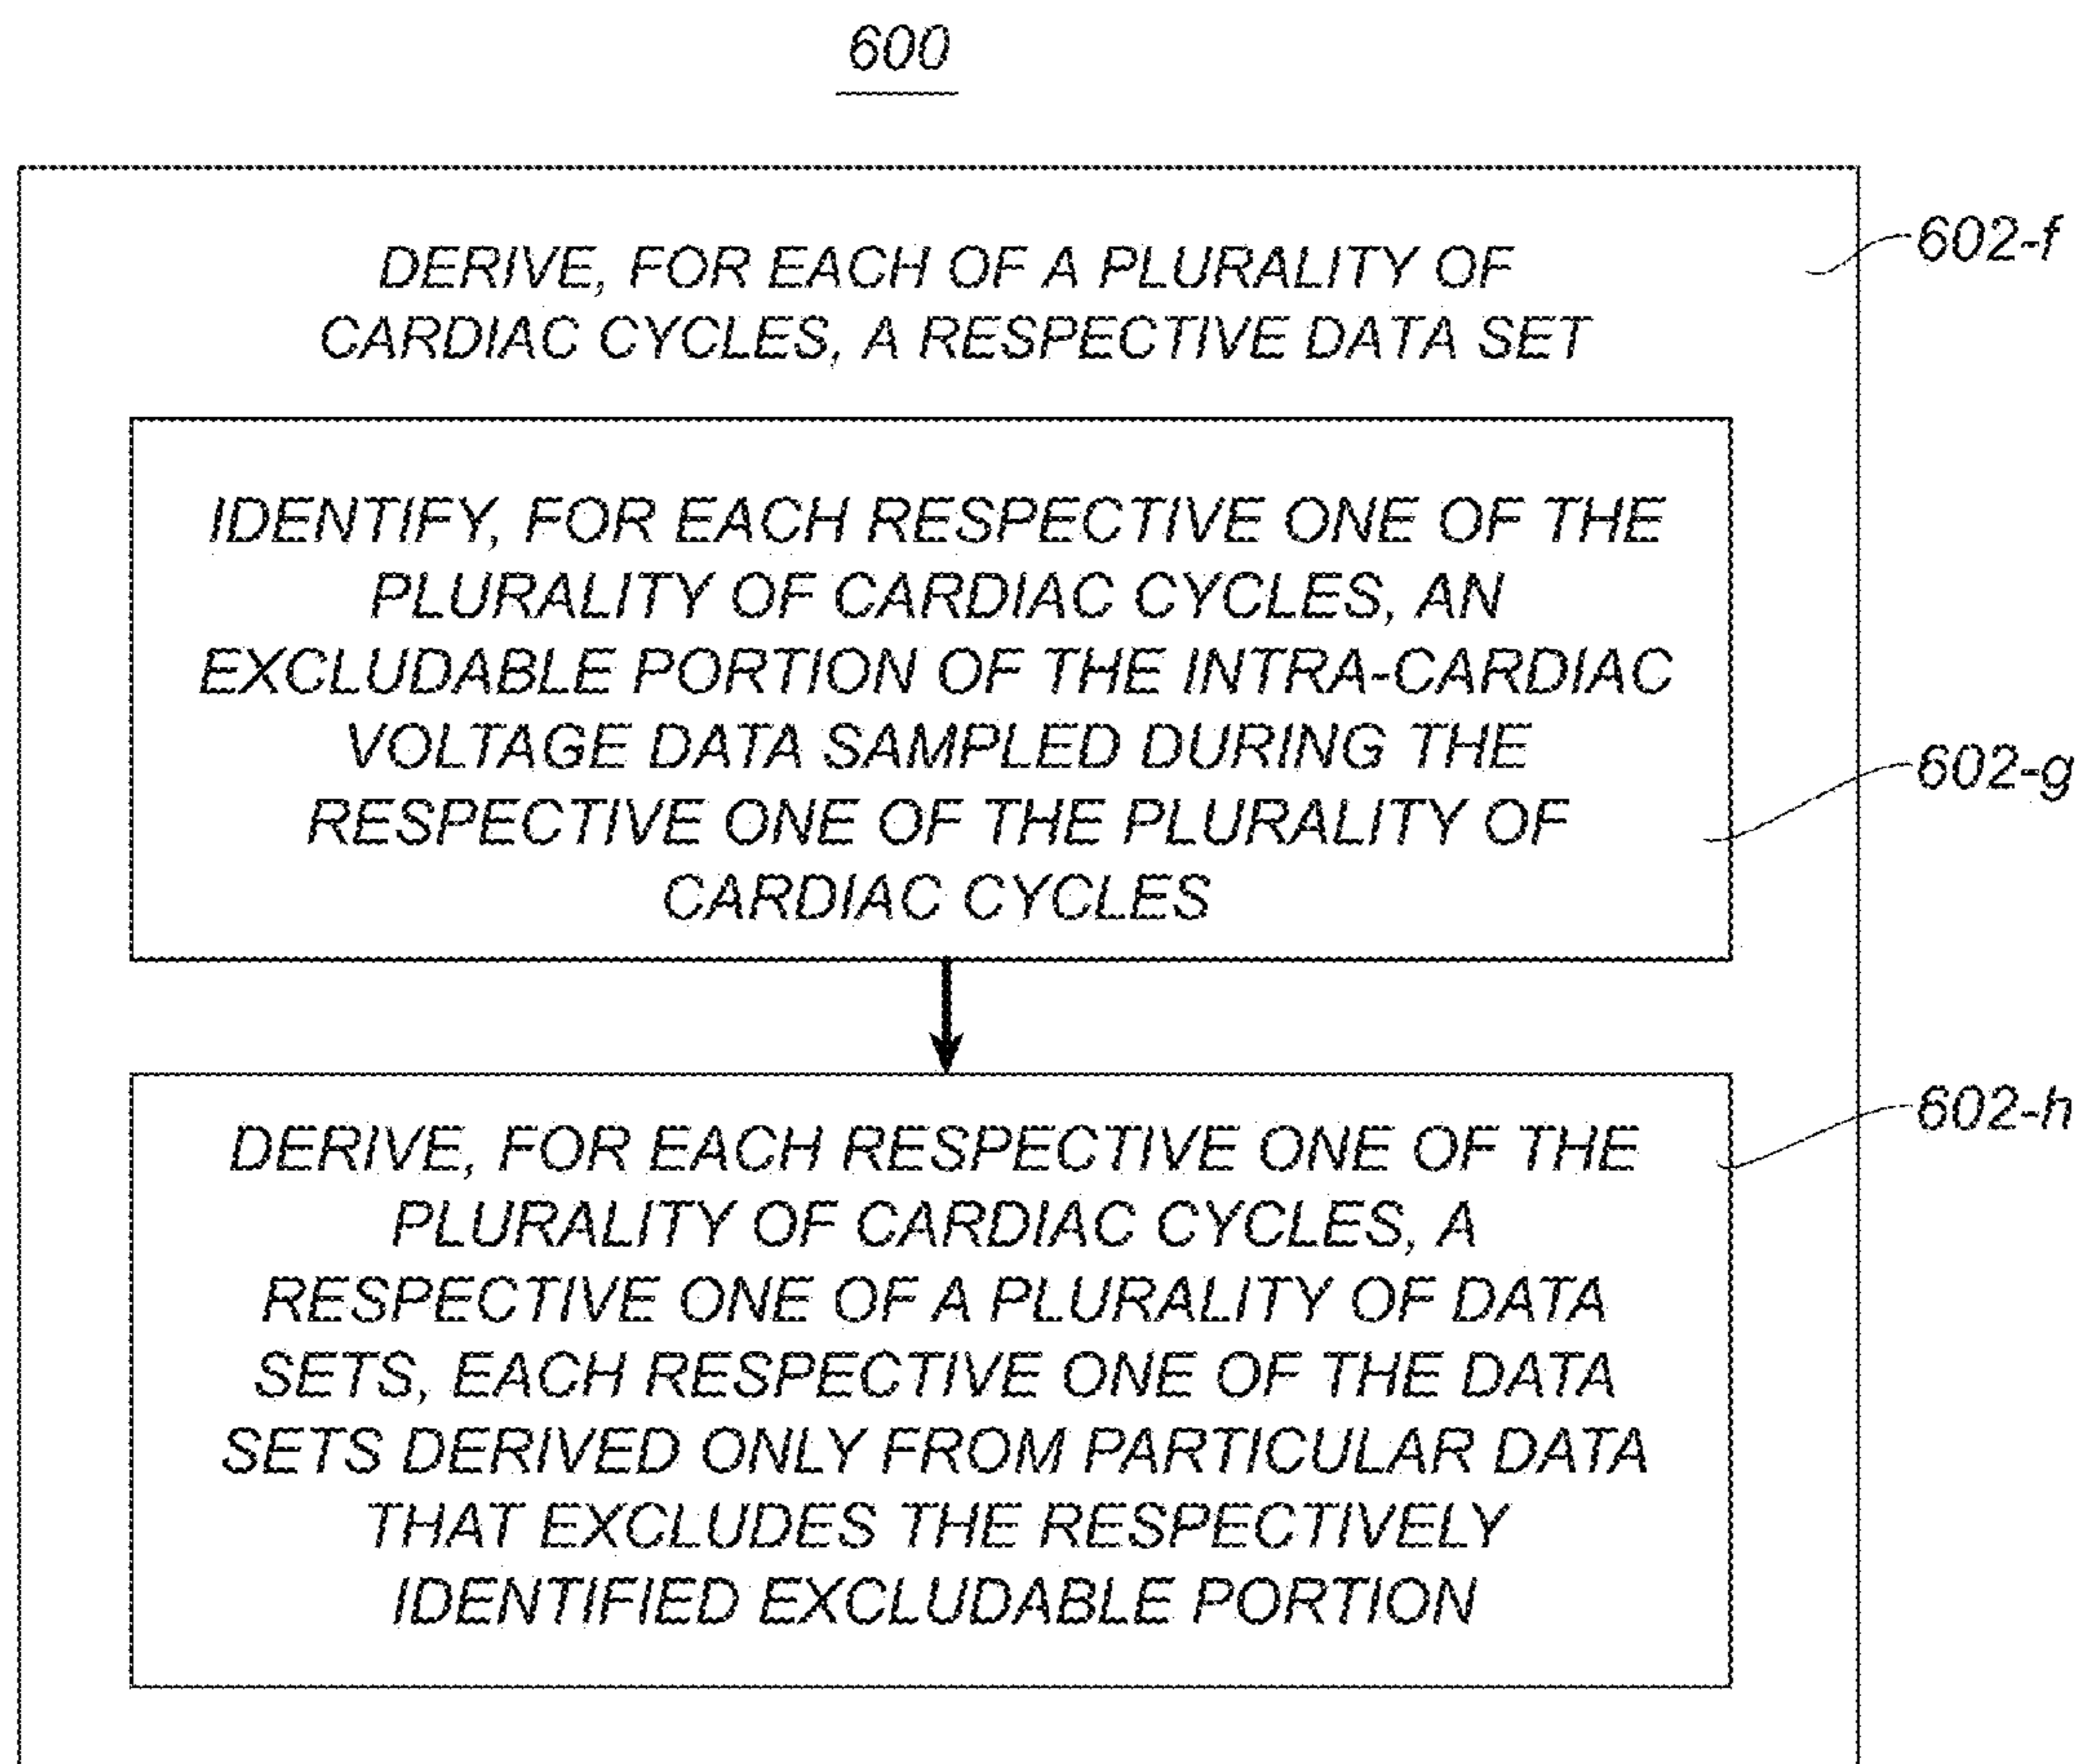 600
DERIVE, FOR EACH OF A PLURALITY OF
CARDIAC CYCLES, A RESPECTIVE DATA SET
602-f
IDENTIFY, FOR EACH RESPECTIVE ONE OF THE
PLURALITY OF CARDIAC CYCLES, AN
EXCLUDABLE PORTION OF THE INTRA-CARDIAC
VOLTAGE DATA SAMPLED DURING THE
RESPECTIVE ONE OF THE PLURALITY OF
CARDIAC CYCLES
602-g
DERIVE, FOR EACH RESPECTIVE ONE OF THE
PLURALITY OF CARDIAC CYCLES, A
RESPECTIVE ONE OF A PLURALITY OF DATA
SETS, EACH RESPECTIVE ONE OF THE DATA
SETS DERIVED ONLY FROM PARTICULAR DATA
THAT EXCLUDES THE RESPECTIVELY
IDENTIFIED EXCLUDABLE PORTION
602-h